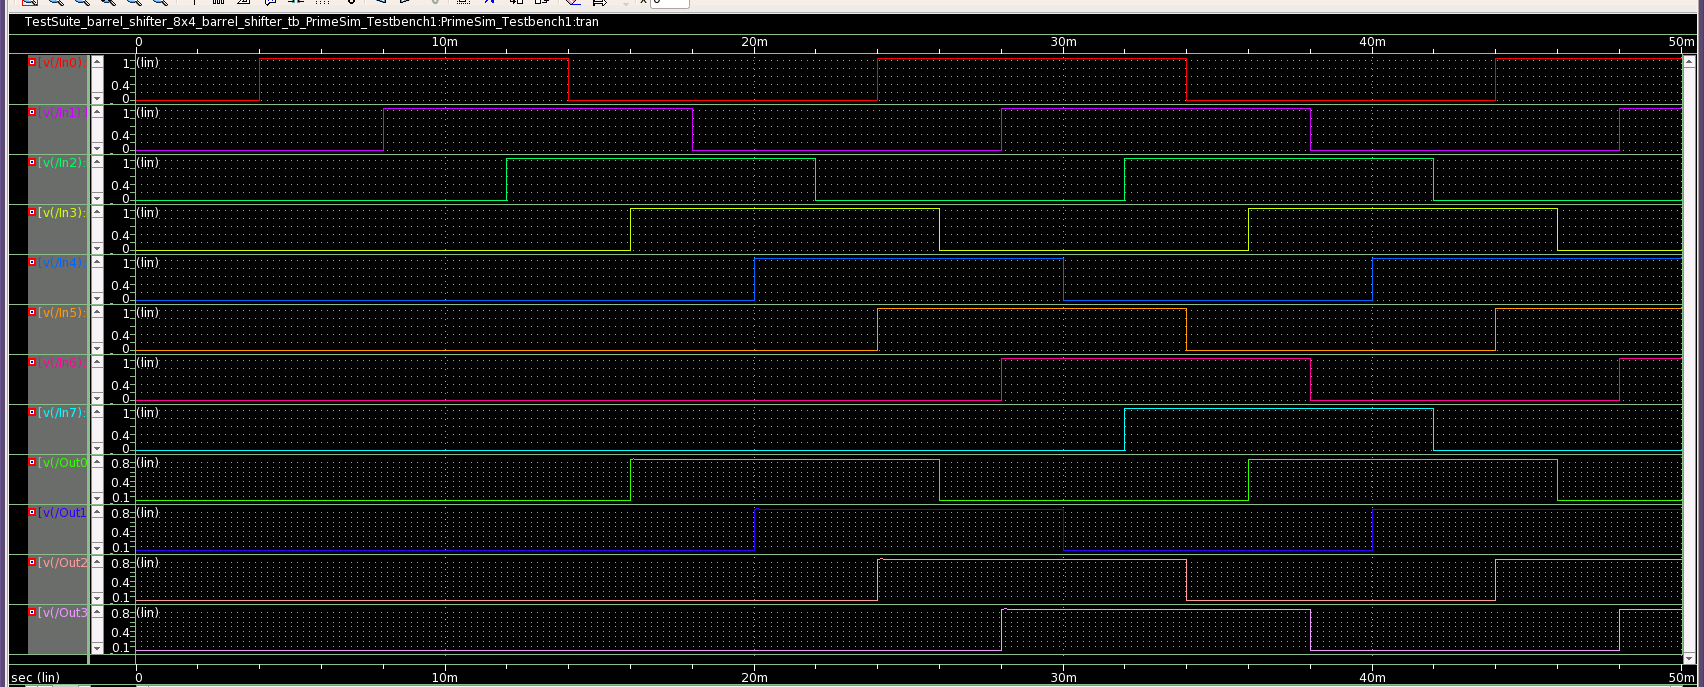 TestSuite_barrel_shifter_8x4_barrel_shifter_tb_PrimeSim_Testbench1:PrimeSim_Testbench1:tran
0 10m 20m 30m 40m 50m
[v(/In0): 1 (lin)
0.4
0
[v(/In1): 1 (lin)
0.4
0
[v(/In2): 1 (lin)
0.4
0
[v(/In3): 1 (lin)
0.4
0
[v(/In4): 1 (lin)
0.4
0
[v(/In5): 1 (lin)
0.4
0
[v(/In6): 1 (lin)
0.4
0
[v(/In7): 1 (lin)
0.4
0
[v(/Out0 0.8 (lin)
0.4
0.1
[v(/Out1 0.8 (lin)
0.4
0.1
[v(/Out2 0.8 (lin)
0.4
0.1
[v(/Out3 0.8 (lin)
0.4
0.1
sec (lin) 0 10m 20m 30m 40m 50m